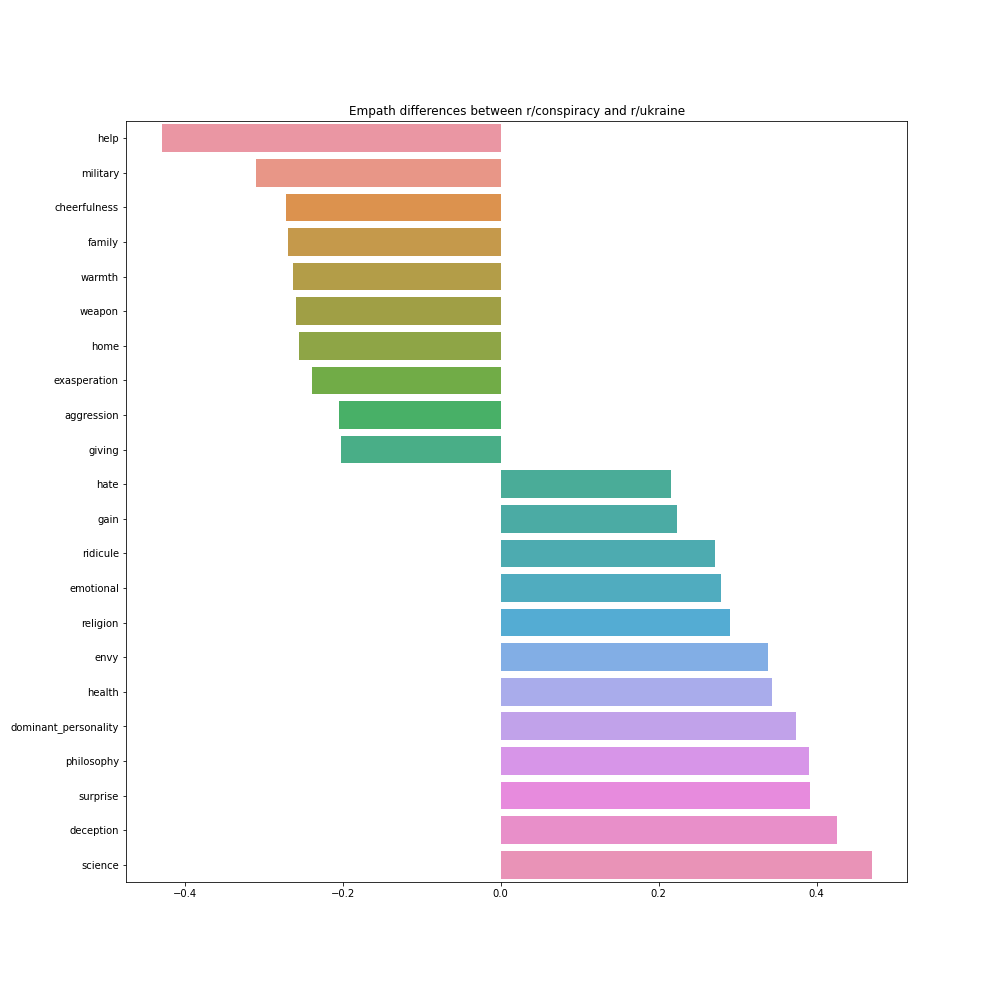 Empath differences between r/conspiracy and r/ukraine
help
military
cheerfulness
family
warmth
weapon
home
exasperation
aggression
giving
hate
gain
ridicule
emotional
religion
envy
health
dominant_personality
philosophy
surprise
deception
science
−0.4 −0.2 0.0 0.2 0.4